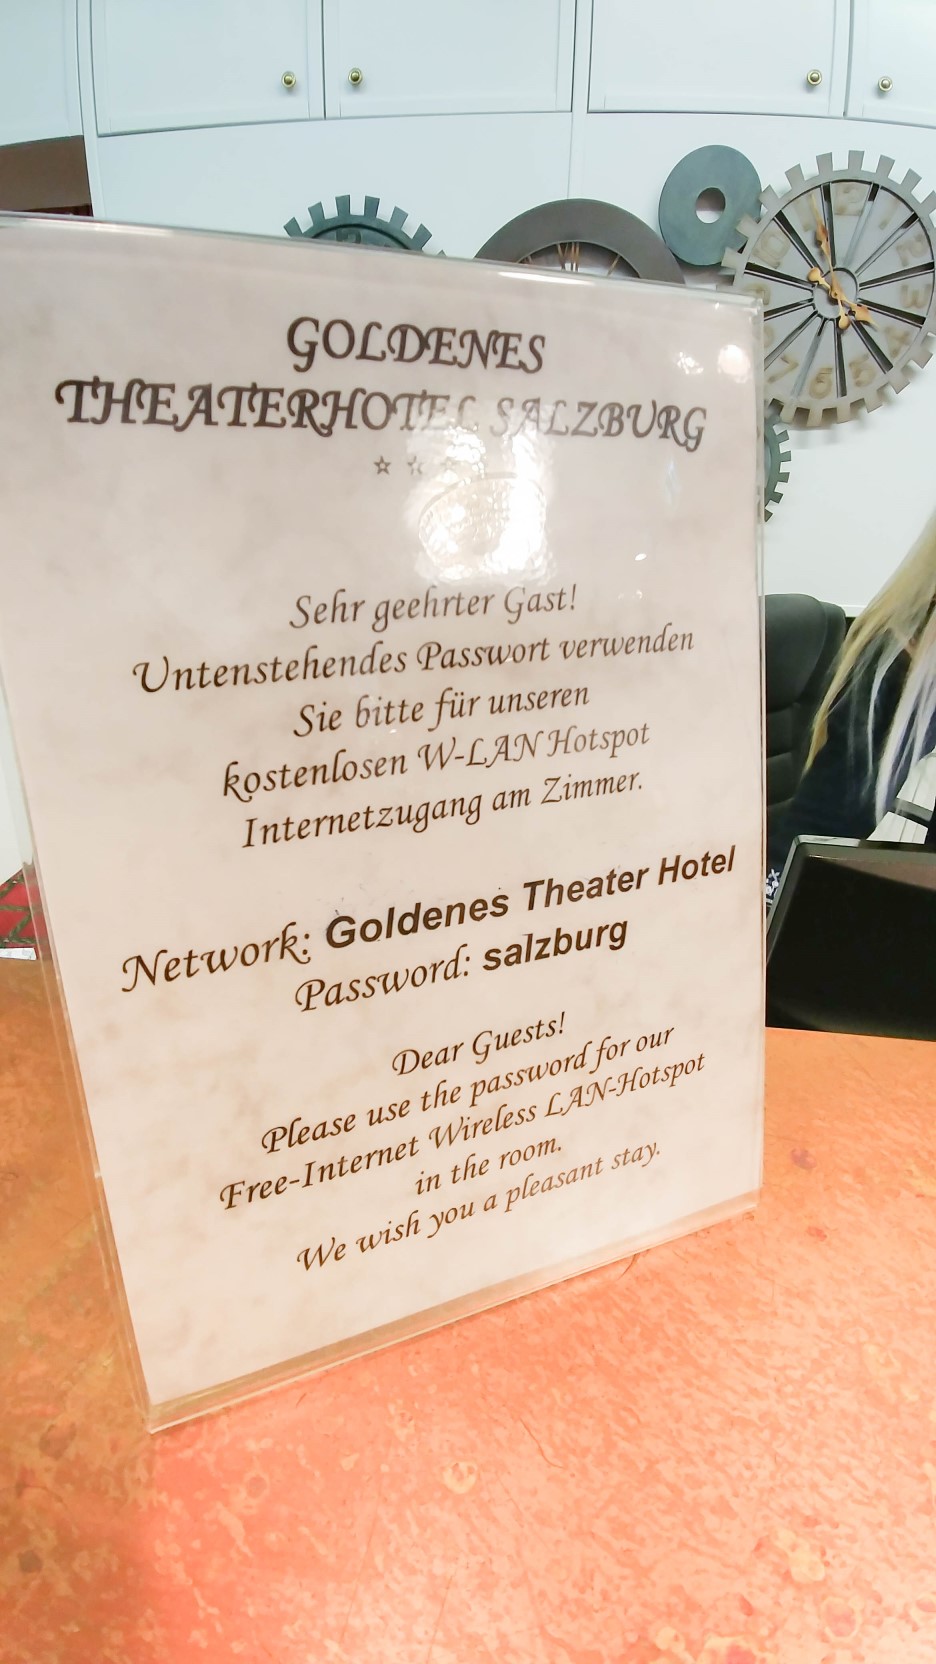 GOLDENES
THEATERHOTEL SALZBURG
☆ ☆
Sehr geehrter Gast!
Untenstehendes Passwort verwenden
Sie bitte für unseren
kostenlosen W-LAN Hotspot
Internetzugang am Zimmer.
Network: Goldenes Theater Hotel
Password: salzburg
Dear Guests!
Please use the password for our
Free-Internet Wireless LAN-Hotspot
in the room.
We wish you a pleasant stay.